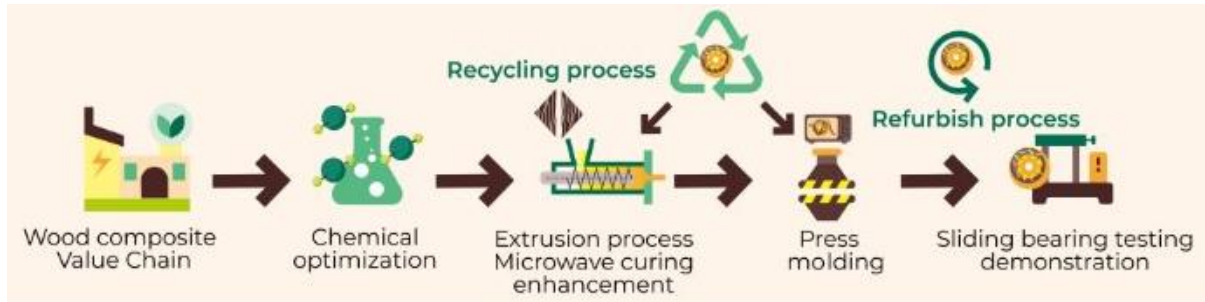 Recycling process
Refurbish process
Wood composite
Value Chain
Chemical
optimization
Extrusion process
Microwave curing
enhancement
Press
molding
Sliding bearing testing
demonstration